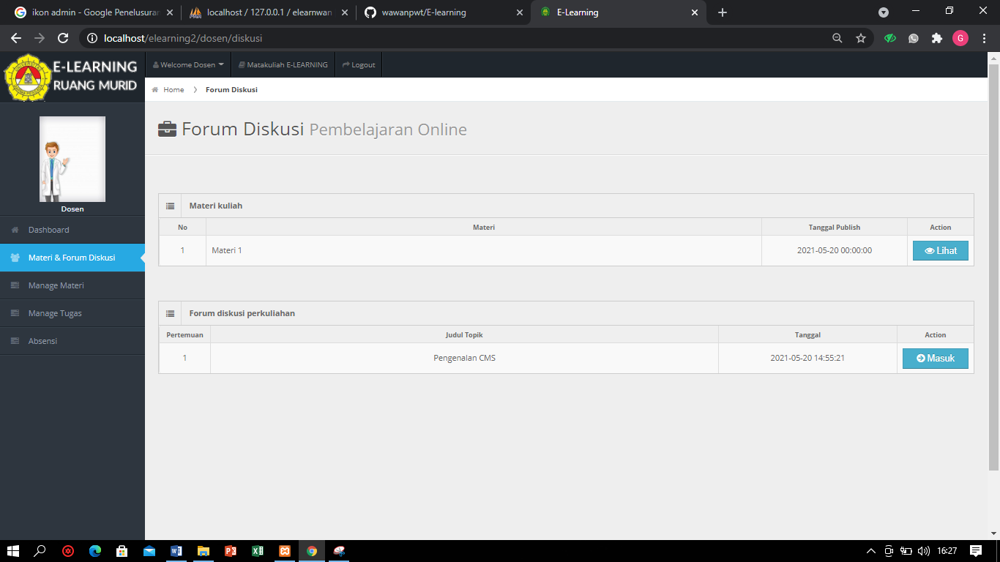 ikon admin - Google Penelusuran
localhost / 127.0.0.1 / elearnwan
wawanpwt/E-learning
E-Learning
localhost/elearning2/dosen/diskusi
G
E-LEARNING
RUANG MURID
Welcome Dosen
Matakuliah E-LEARNING
Logout
Home
Forum Diskusi
Dosen
Dashboard
Materi & Forum Diskusi
Manage Materi
Manage Tugas
Absensi
Forum Diskusi Pembelajaran Online
Materi kuliah
No Materi Tanggal Publish Action
1 Materi 1 2021-05-20 00:00:00 Lihat
Forum diskusi perkuliahan
Pertemuan Judul Topik Tanggal Action
1 Pengenalan CMS 2021-05-20 14:55:21 Masuk
16:27